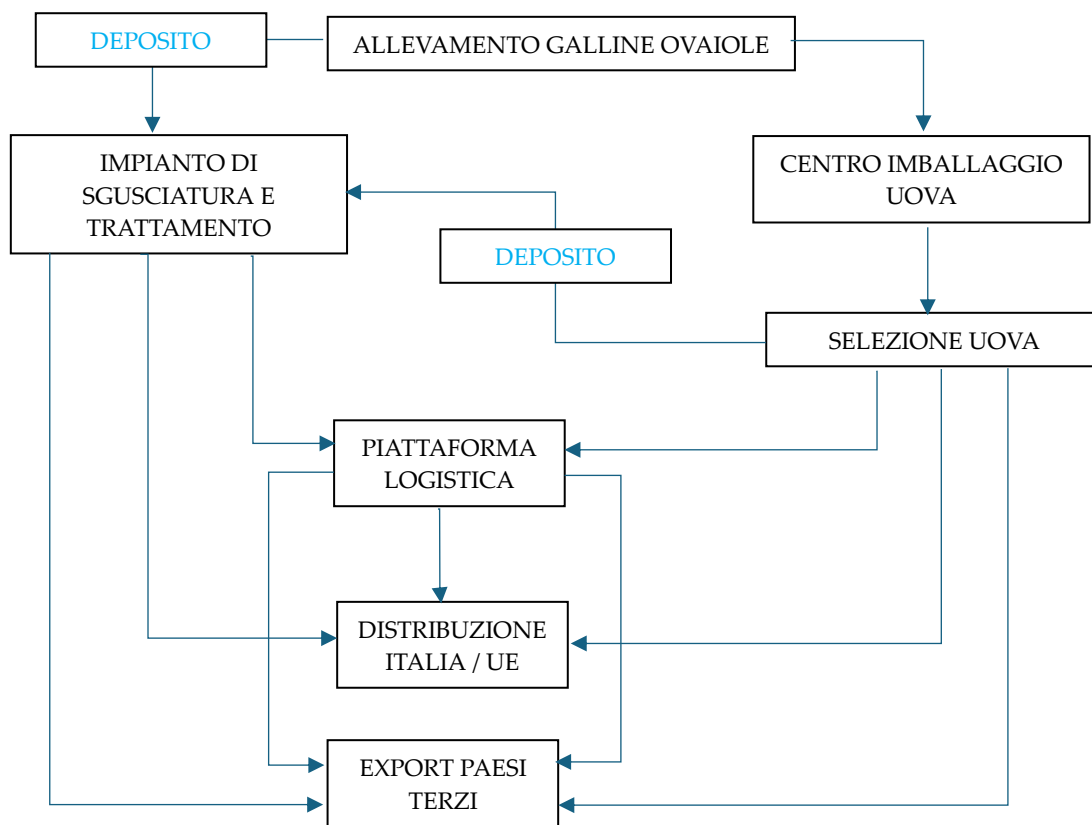 DEPOSITO
ALLEVAMENTO GALLINE OVAIOLE
IMPIANTO DI
SGUSCIATURA E
TRATTAMENTO
CENTRO IMBALLAGGIO
UOVA
DEPOSITO
SELEZIONE UOVA
PIATTAFORMA
LOGISTICA
DISTRIBUZIONE
ITALIA / UE
EXPORT PAESI
TERZI